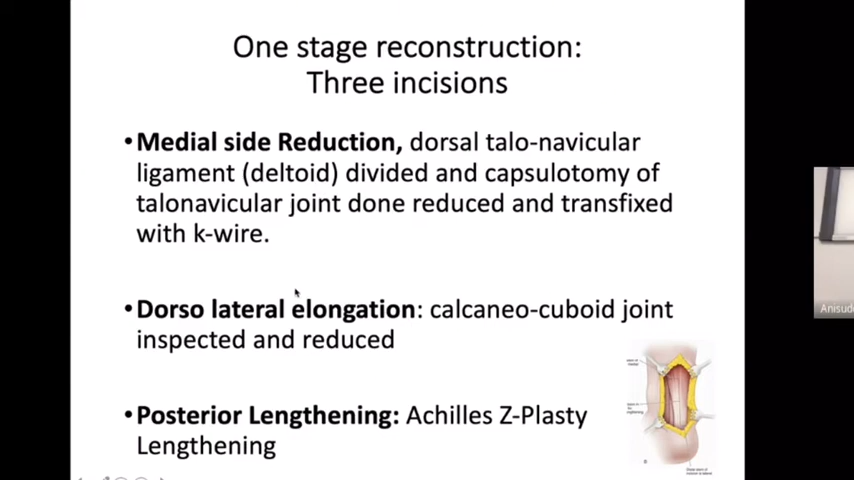 One stage reconstruction:
Three incisions
•Medial side Reduction, dorsal talo-navicular
ligament (deltoid) divided and capsulotomy of
talonavicular joint done reduced and transfixed
with k-wire.
•Dorso lateral elongation: calcaneo-cuboid joint
inspected and reduced
•Posterior Lengthening: Achilles Z-Plasty
Lengthening
Anisud